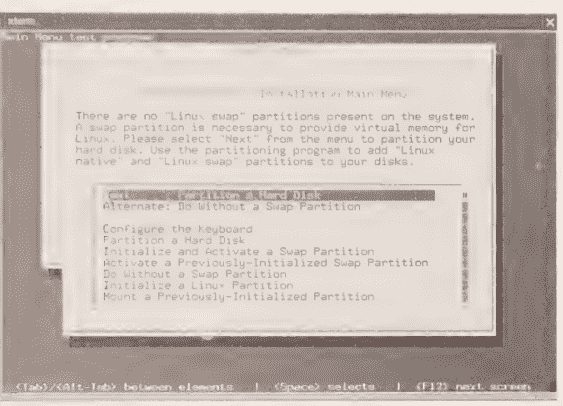 xterm
Main Menu test
Installation Main Menu
There are no "Linux swap" partitions present on the system.
A swap partition is necessary to provide virtual memory for
Linux. Please select "Next" from the menu to partition your
hard disk. Use the partitioning program to add "Linux
native" and "Linux swap" partitions to your disks.
Next: Partition a Hard Disk
Alternate: Do Without a Swap Partition
Configure the Keyboard
Partition a Hard Disk
Initialize and Activate a Swap Partition
Activate a Previously-Initialized Swap Partition
Do Without a Swap Partition
Initialize a Linux Partition
Mount a Previously-Initialized Partition
<Tab>/<Alt-Tab> between elements | <Space> selects | <F12> next screen